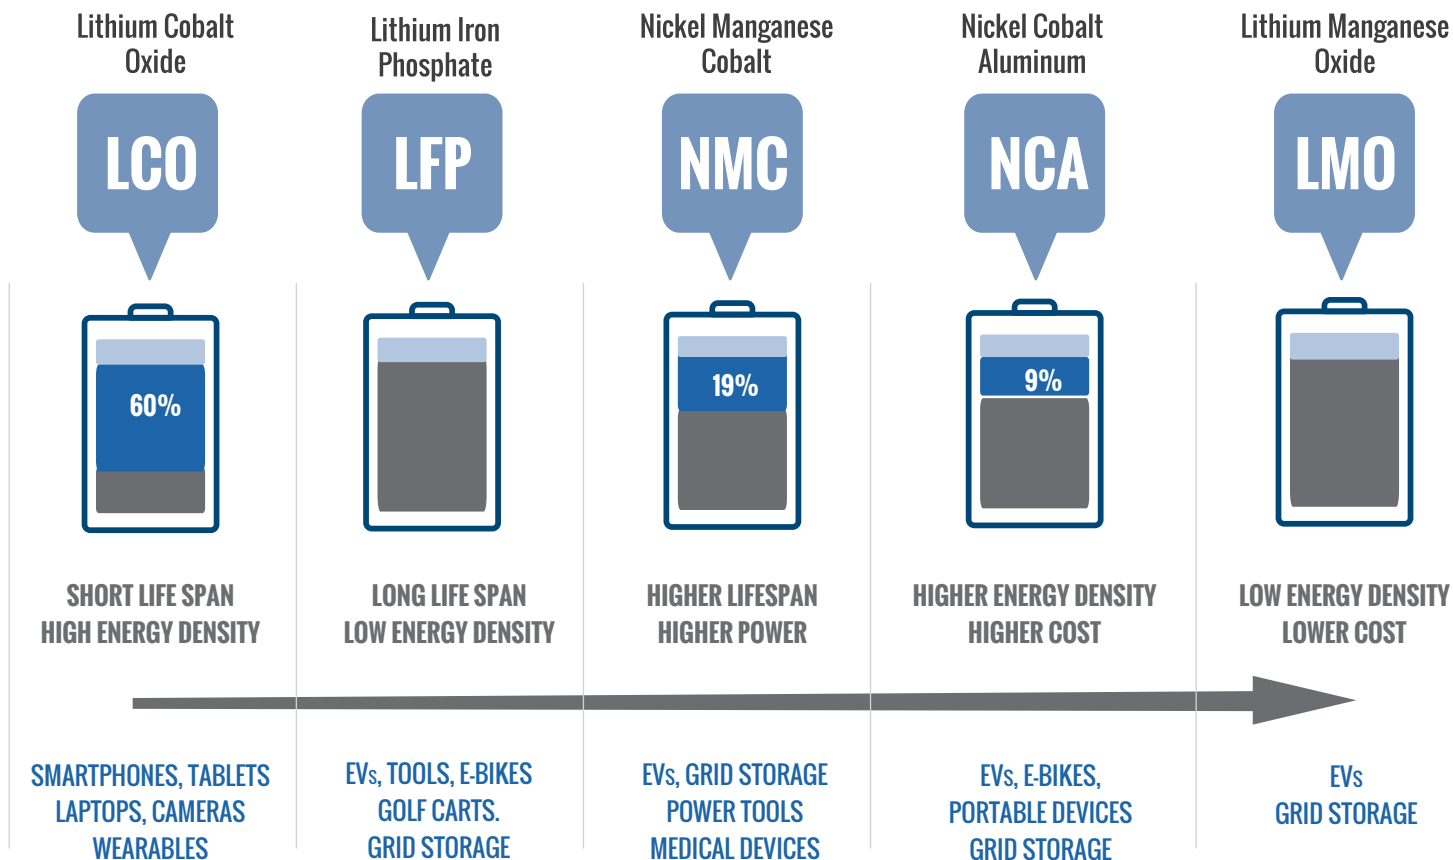 Lithium Cobalt
Oxide
LCO
60%
SHORT LIFE SPAN
HIGH ENERGY DENSITY
SMARTPHONES, TABLETS
LAPTOPS, CAMERAS
WEARABLES
Lithium Iron
Phosphate
LFP
LONG LIFE SPAN
LOW ENERGY DENSITY
EVs, TOOLS, E-BIKES
GOLF CARTS.
GRID STORAGE
Nickel Manganese
Cobalt
NMC
19%
HIGHER LIFESPAN
HIGHER POWER
EVs, GRID STORAGE
POWER TOOLS
MEDICAL DEVICES
Nickel Cobalt
Aluminum
NCA
9%
HIGHER ENERGY DENSITY
HIGHER COST
EVs, E-BIKES,
PORTABLE DEVICES
GRID STORAGE
Lithium Manganese
Oxide
LMO
LOW ENERGY DENSITY
LOWER COST
EVs
GRID STORAGE